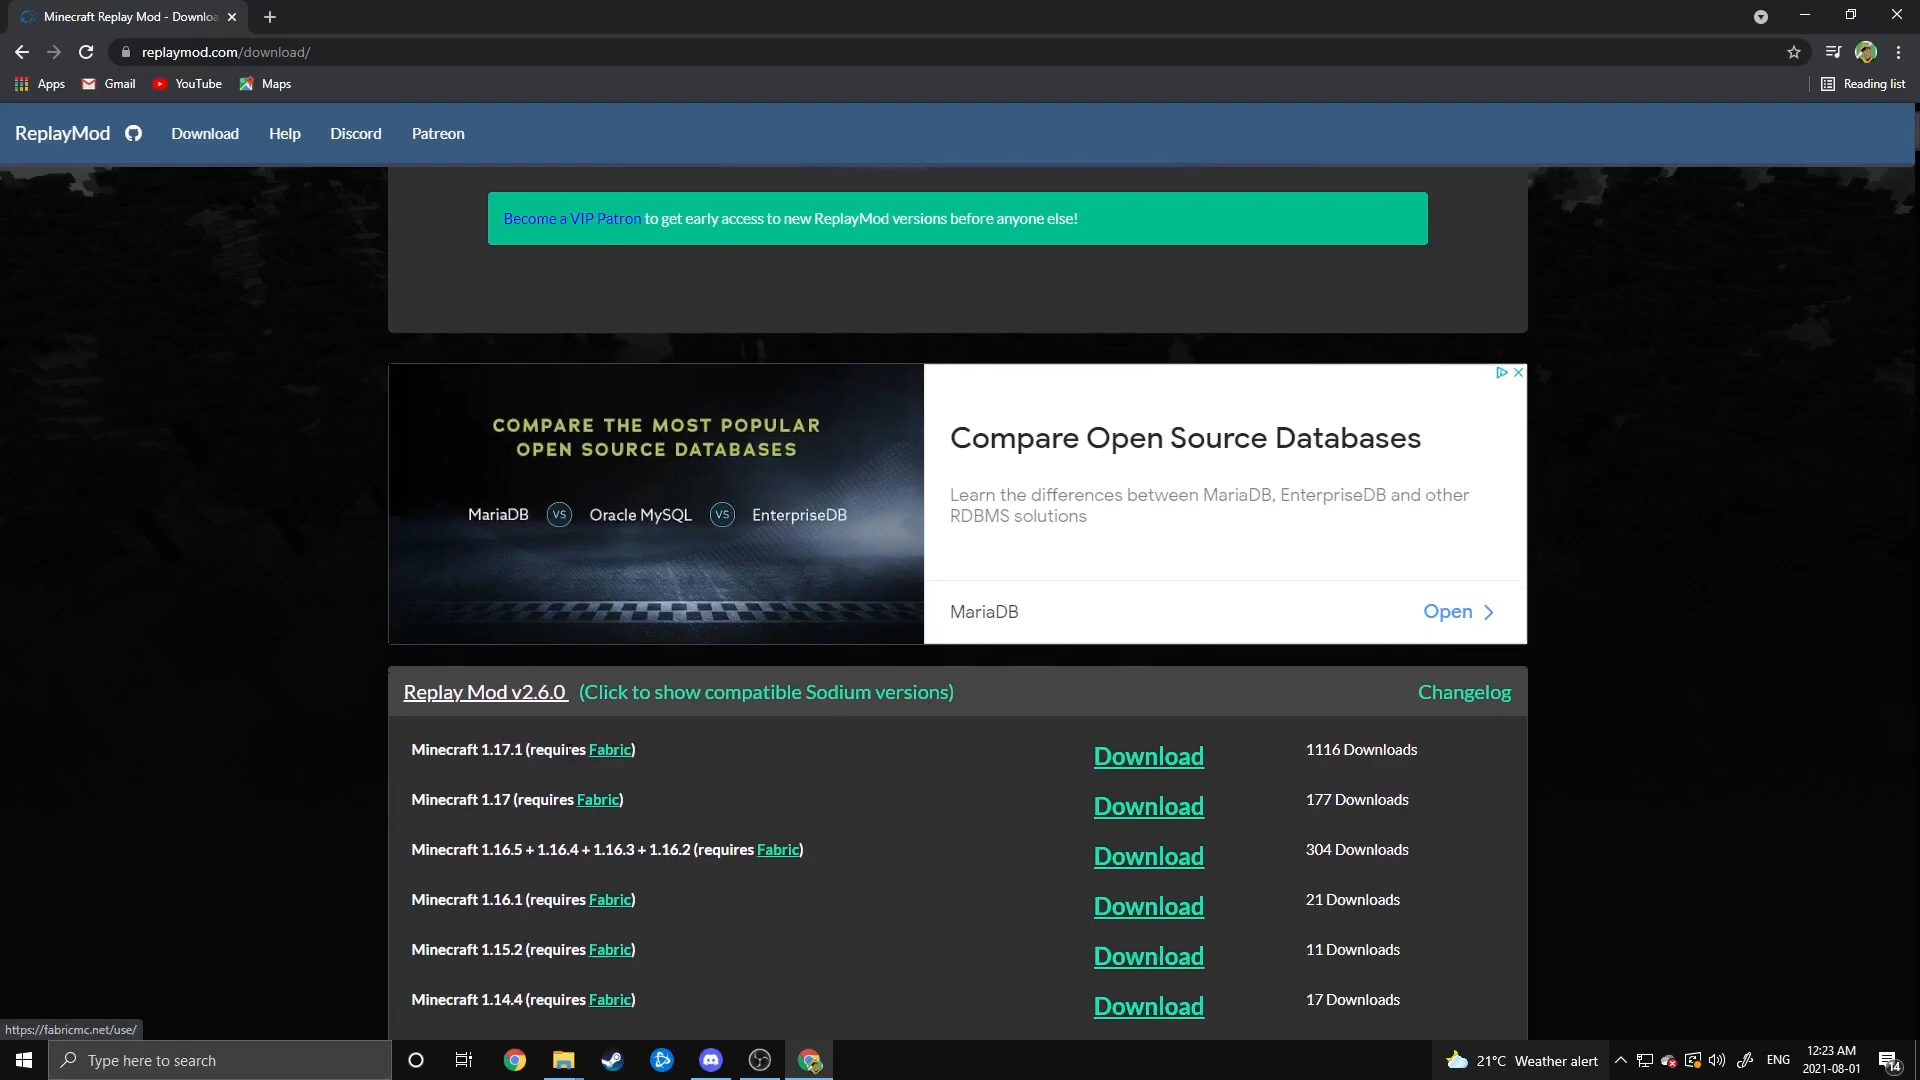 Minecraft Replay Mod - Downloa
replaymod.com/download/
Apps
Gmail
YouTube
Maps
Reading list
ReplayMod
Download
Help
Discord
Patreon
Become a VIP Patron to get early access to new ReplayMod versions before anyone else!
COMPARE THE MOST POPULAR
OPEN SOURCE DATABASES
MariaDB VS Oracle MySQL VS EnterpriseDB
Compare Open Source Databases
Learn the differences between MariaDB, EnterpriseDB and other
RDBMS solutions
MariaDB
Open
Replay Mod v2.6.0 (Click to show compatible Sodium versions)
Changelog
Minecraft 1.17.1 (requires Fabric) Download 1116 Downloads
Minecraft 1.17 (requires Fabric) Download 177 Downloads
Minecraft 1.16.5 + 1.16.4 + 1.16.3 + 1.16.2 (requires Fabric) Download 304 Downloads
Minecraft 1.16.1 (requires Fabric) Download 21 Downloads
Minecraft 1.15.2 (requires Fabric) Download 11 Downloads
Minecraft 1.14.4 (requires Fabric) Download 17 Downloads
https://fabricmc.net/use/
Type here to search
21°C Weather alert
ENG
12:23 AM
2021-08-01
14